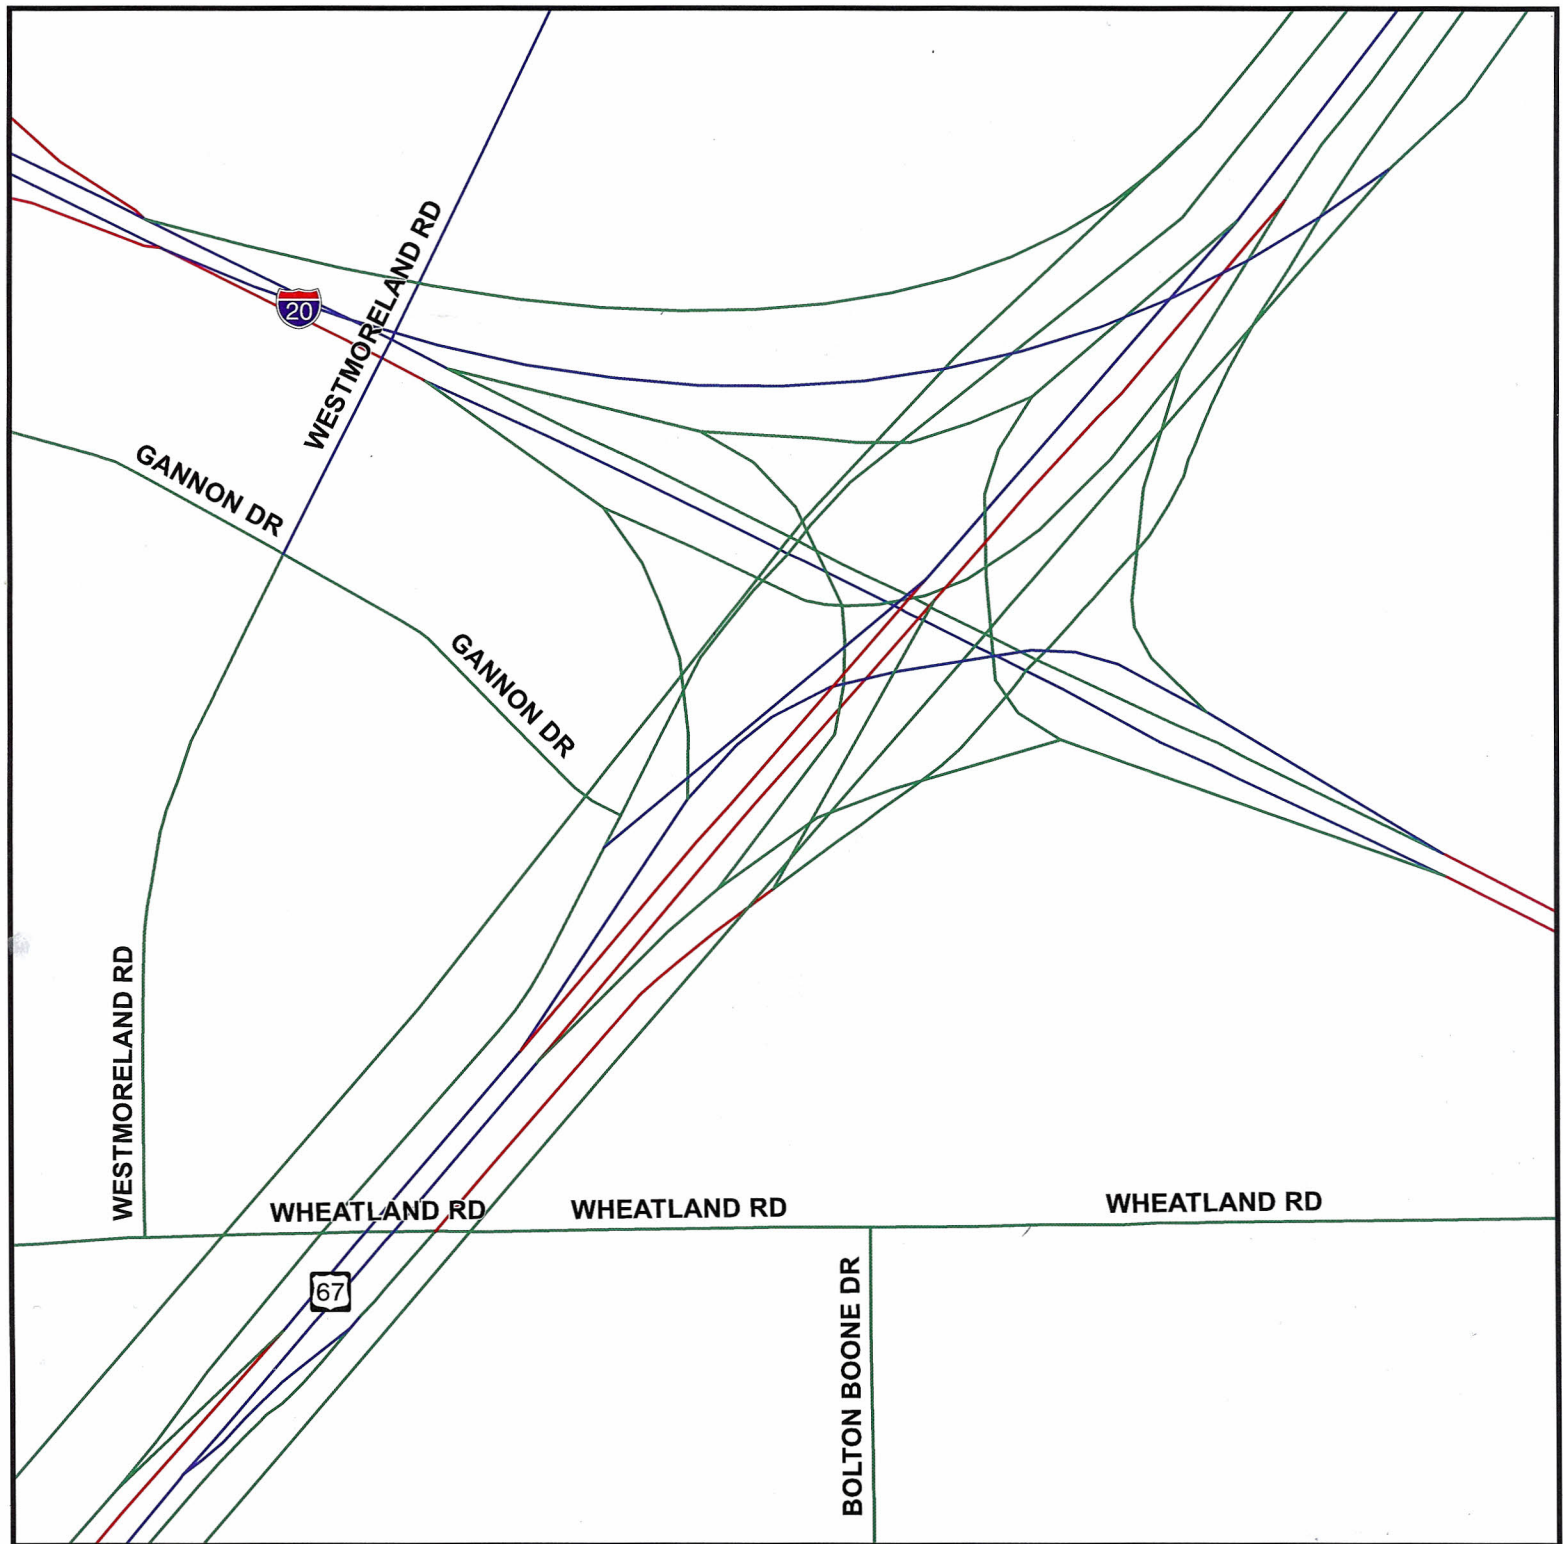 WESTMORELAND RD
20
GANNON DR
GANNON DR
WESTMORELAND RD
WHEATLAND RD
WHEATLAND RD
WHEATLAND RD
67
BOLTON BOONE DR